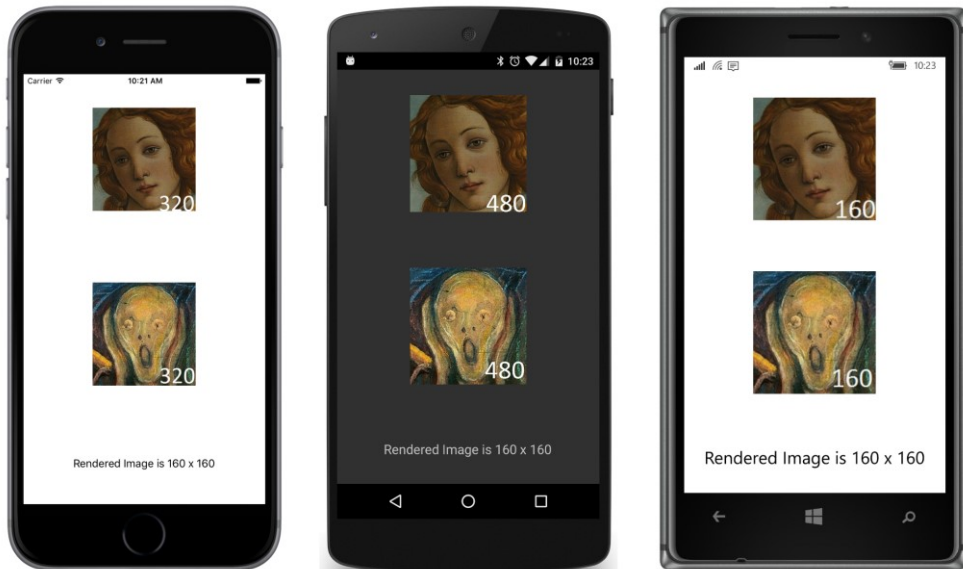 Carrier
10:21 AM
320
320
Rendered Image is 160 x 160
10:23
480
480
Rendered Image is 160 x 160
10:23
160
160
Rendered Image is 160 x 160